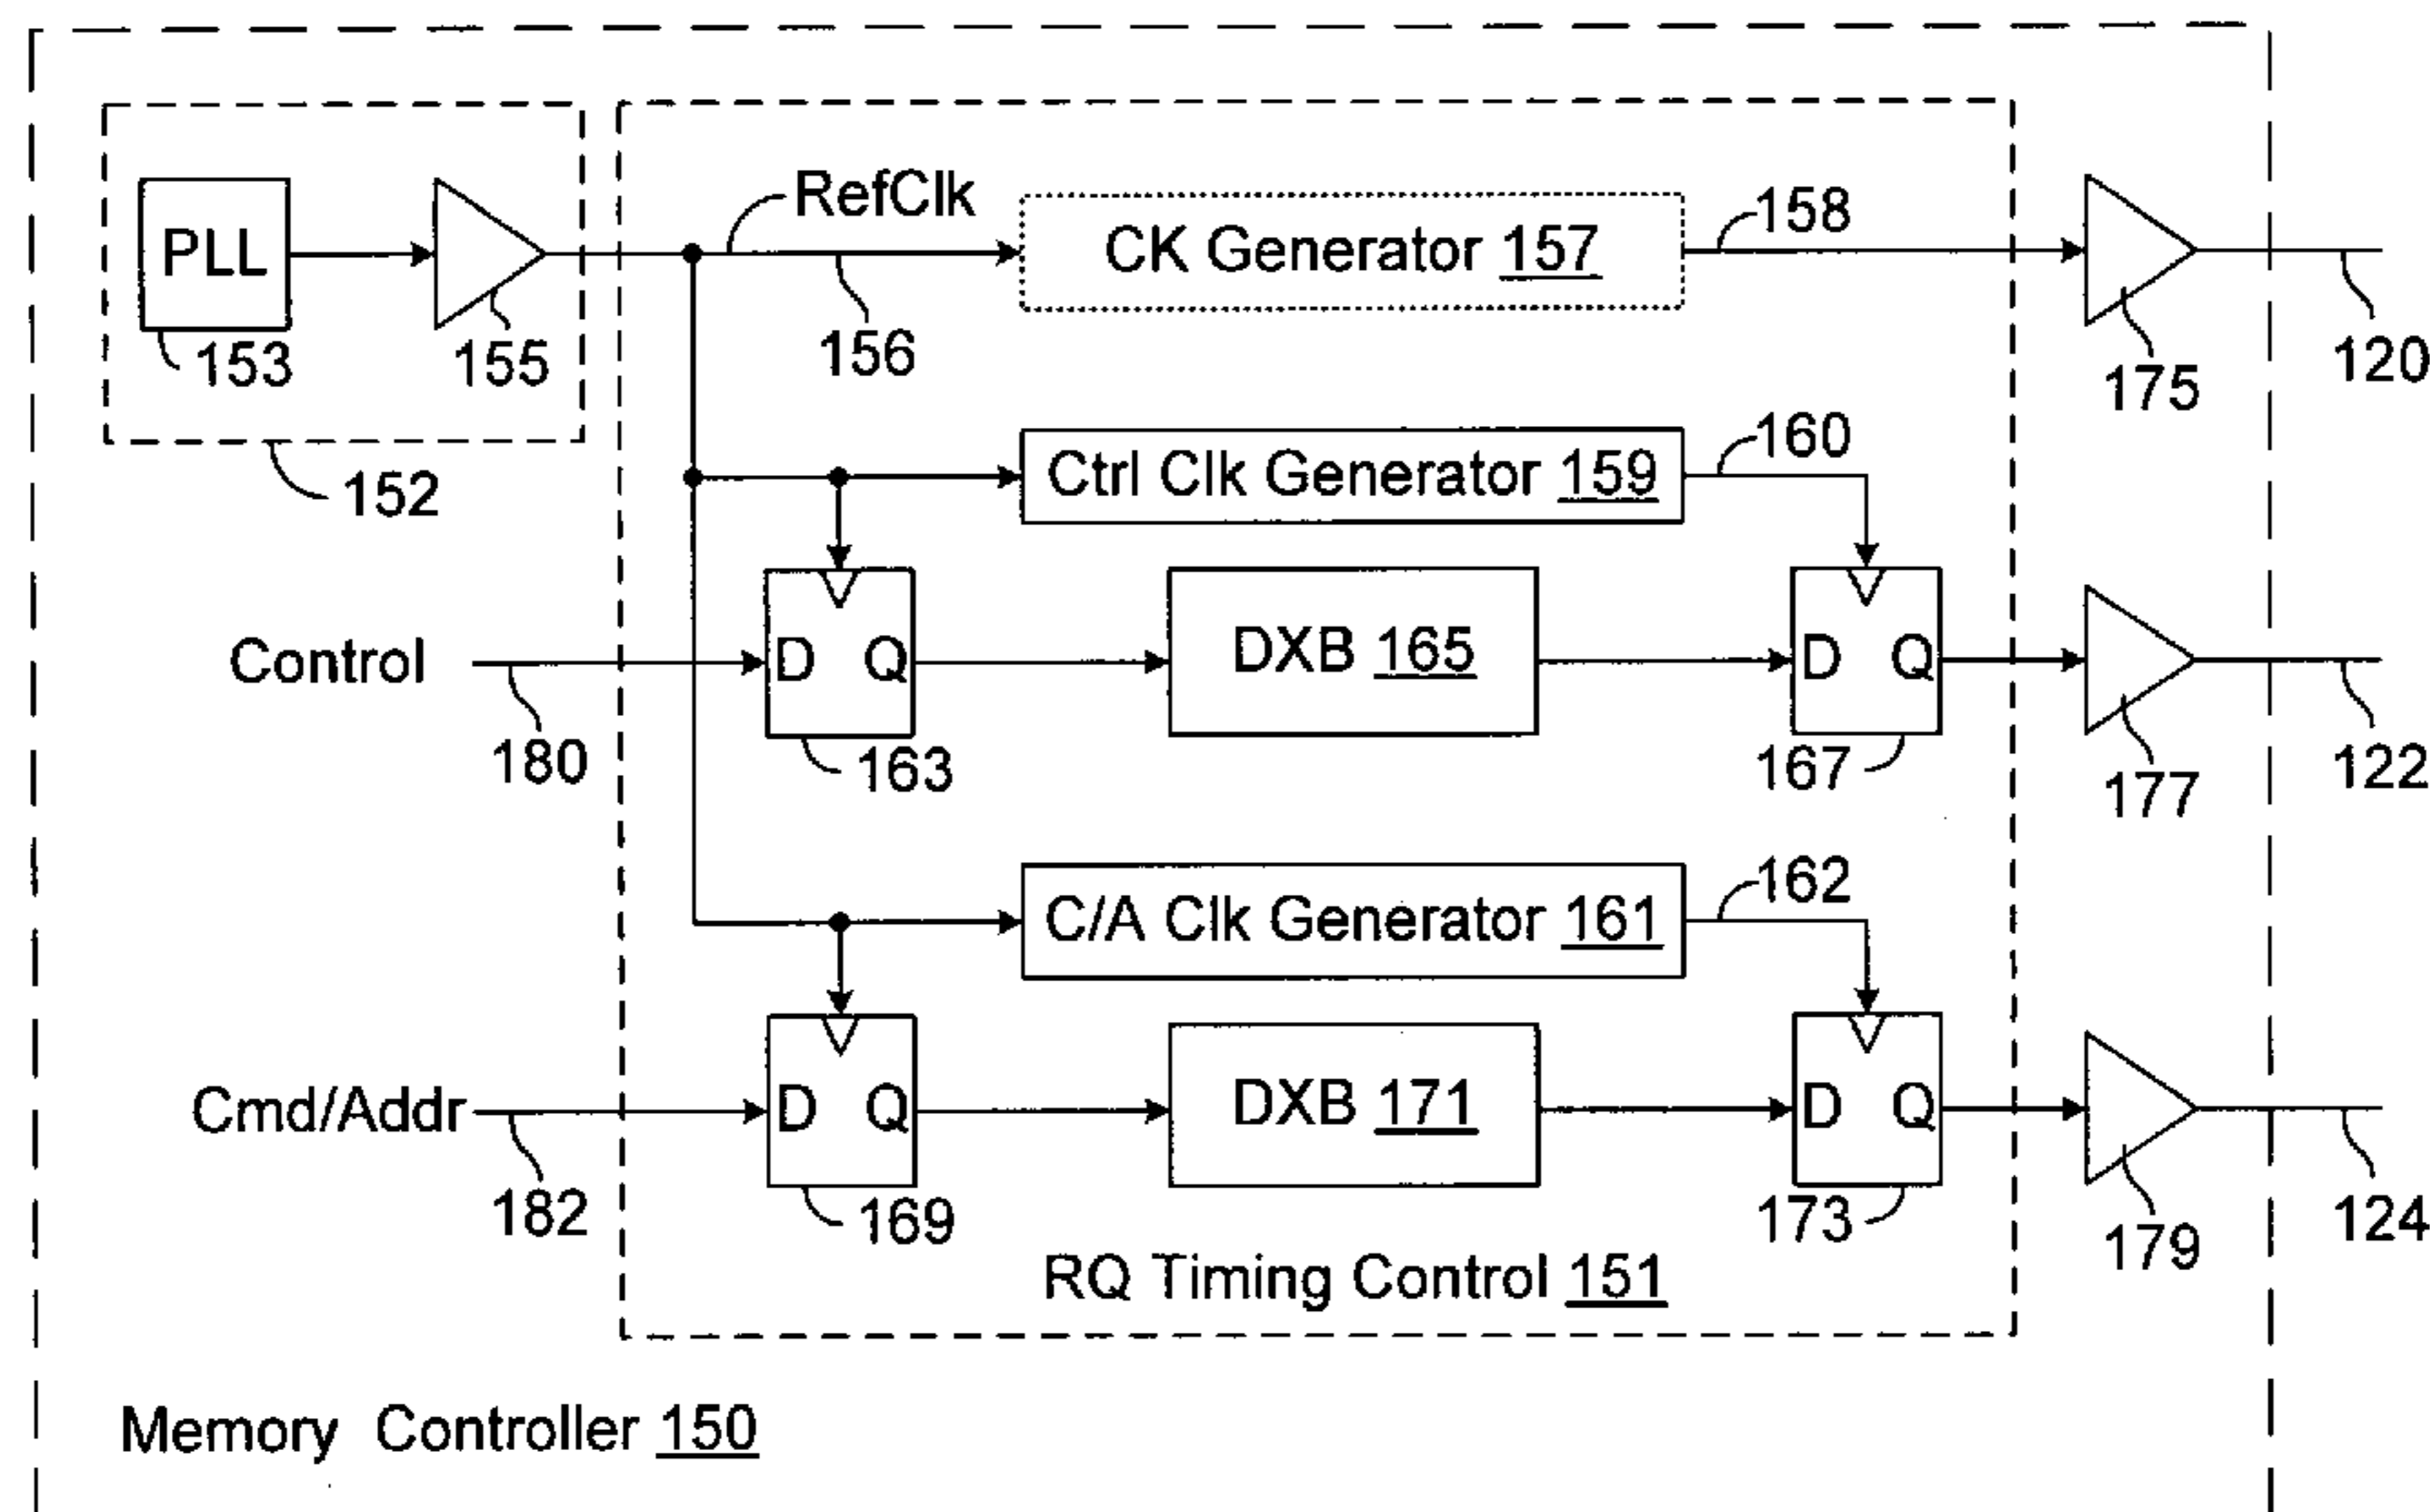 RefClk
158
PLL
CK Generator 157
153
155
156
175
120
160
Ctrl Clk Generator 159
152
Control
D Q
DXB 165
D Q
180
163
167
177
122
162
C/A Clk Generator 161
Cmd/Addr
D Q
DXB 171
D Q
182
169
173
179
124
RQ Timing Control 151
Memory Controller 150